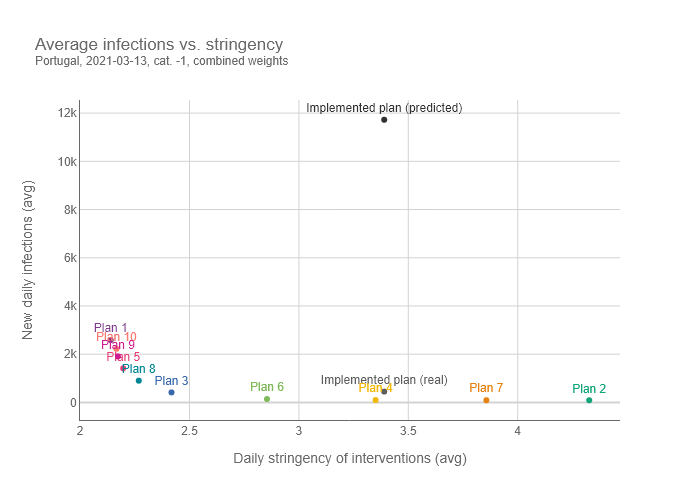 Average infections vs. stringency
Portugal, 2021-03-13, cat. -1, combined weights
Implemented plan (predicted)
12k
10k
8k
6k
4k
2k
0
New daily infections (avg)
Plan 1
Plan 10
Plan 9
Plan 5
Plan 8
Plan 3
Plan 6
Implemented plan (real)
Plan 4
Plan 7
Plan 2
2
2.5
3
3.5
4
Daily stringency of interventions (avg)